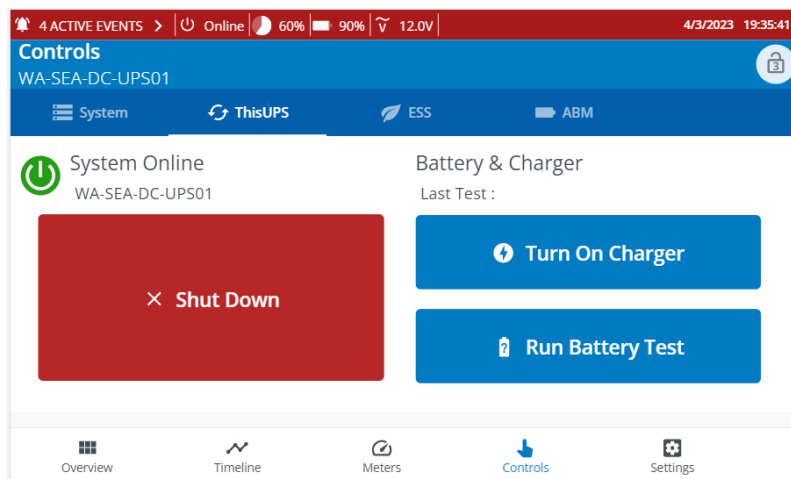 4 ACTIVE EVENTS > Online 60% 90% V 12.0V 4/3/2023 19:35:41
Controls
WA-SEA-DC-UPS01
3
System ThisUPS ESS ABM
System Online
WA-SEA-DC-UPS01
Battery & Charger
Last Test :
× Shut Down
Turn On Charger
? Run Battery Test
Overview Timeline Meters Controls Settings